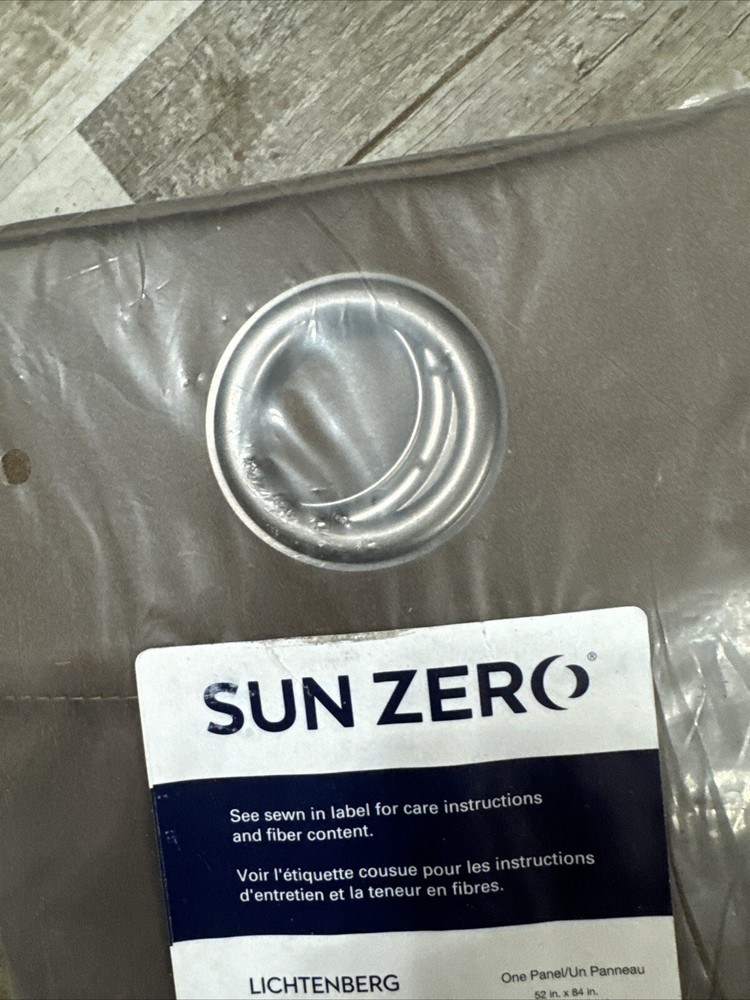 SUN ZERO®
See sewn in label for care instructions
and fiber content.
Voir l'étiquette cousue pour les instructions
d'entretien et la teneur en fibres.
LICHTENBERG
One Panel/Un Panneau
52 in. x 84 in.